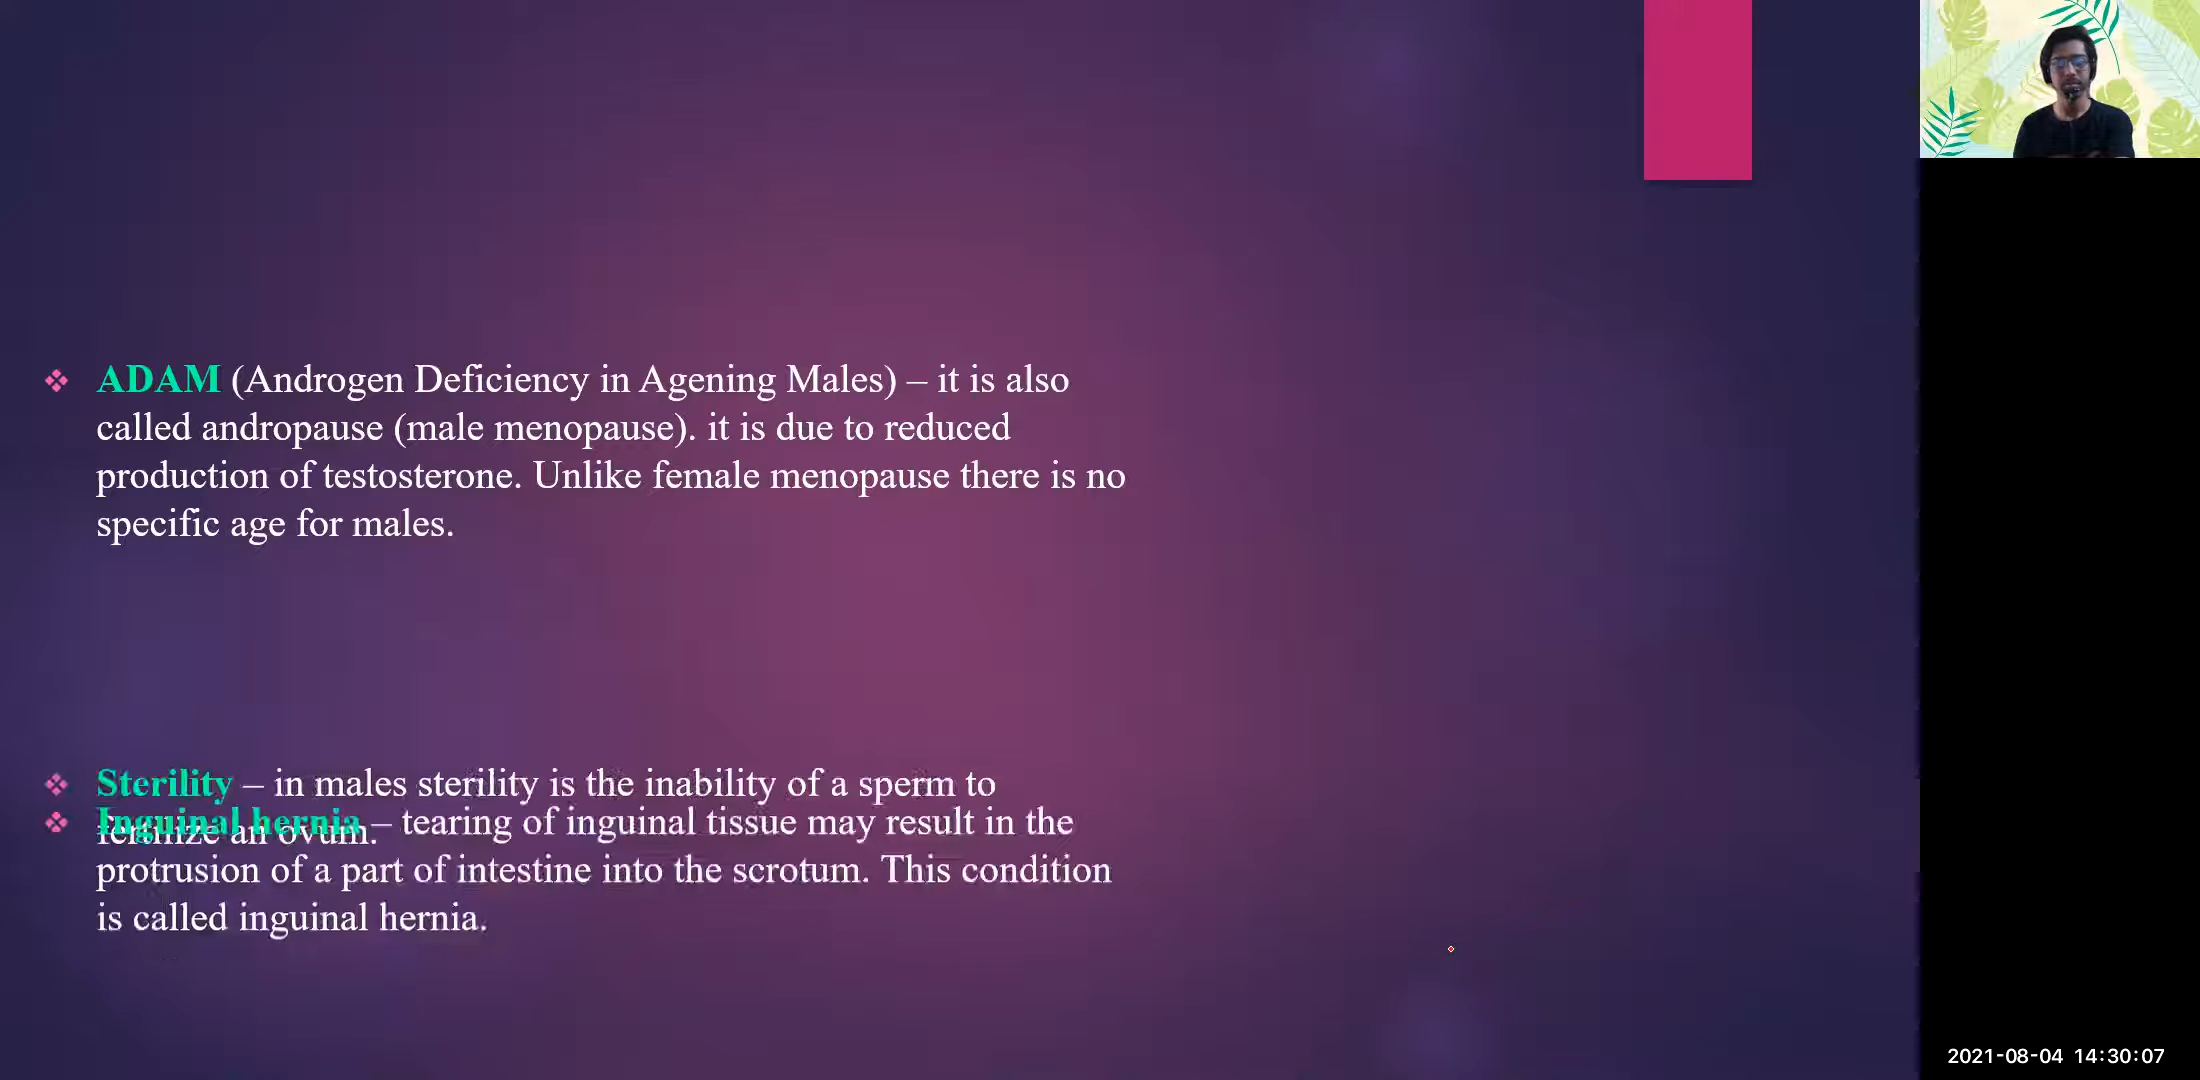 ❖ ADAM (Androgen Deficiency in Agening Males) – it is also
called andropause (male menopause). it is due to reduced
production of testosterone. Unlike female menopause there is no
specific age for males.
❖ Sterility – in males sterility is the inability of a sperm to
fertilize an ovum.
❖ Inguinal hernia – tearing of inguinal tissue may result in the
protrusion of a part of intestine into the scrotum. This condition
is called inguinal hernia.
2021-08-04 14:30:07